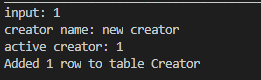 input: 1
creator name: new creator
active creator: 1
Added 1 row to table Creator